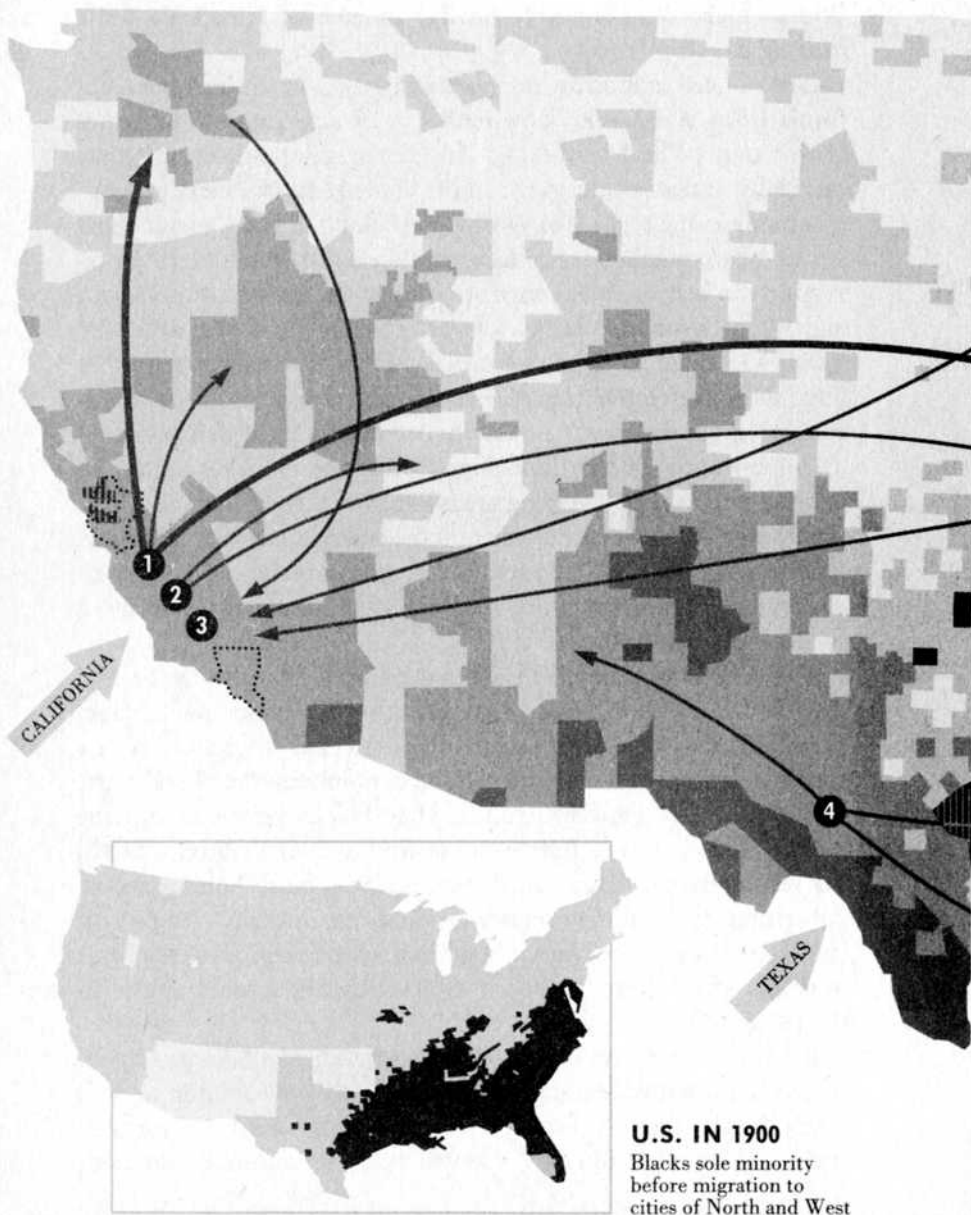 1
2
3
CALIFORNIA
4
TEXAS
U.S. IN 1900
Blacks sole minority
before migration to
cities of North and West